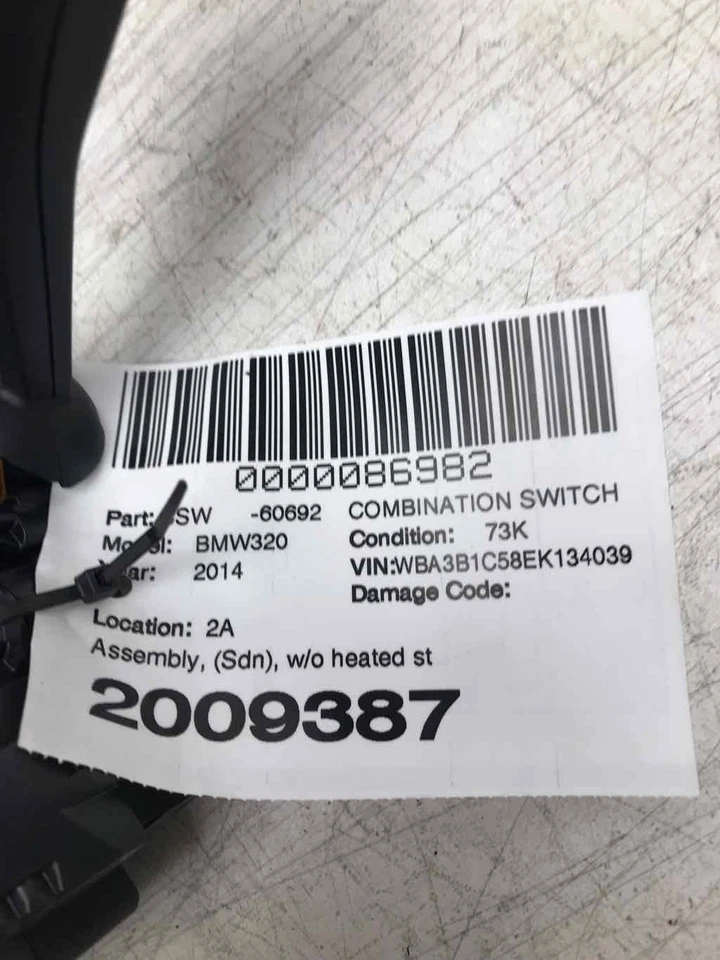 0000086982
Part: SW -60692 COMBINATION SWITCH
BMW320 Condition: 73K
2014 VIN:WBA3B1C58EK134039
Damage Code:
Location: 2A
Assembly, (Sdn), w/o heated st
2009387